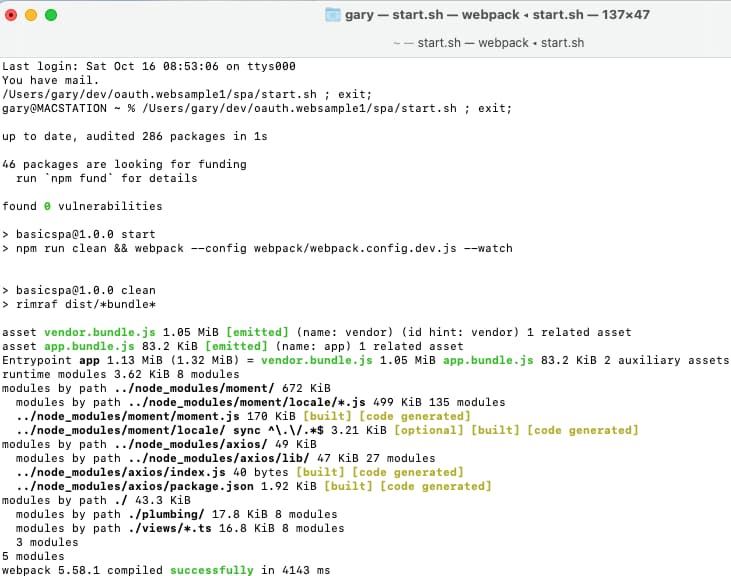 gary — start.sh — webpack ◂ start.sh — 137×47
~ — start.sh — webpack ◂ start.sh
Last login: Sat Oct 16 08:53:06 on ttys000
You have mail.
/Users/gary/dev/oauth.websample1/spa/start.sh ; exit;
gary@MACSTATION ~ % /Users/gary/dev/oauth.websample1/spa/start.sh ; exit;
up to date, audited 286 packages in 1s
46 packages are looking for funding
  run `npm fund` for details
found 0 vulnerabilities
> basicspa@1.0.0 start
> npm run clean && webpack --config webpack/webpack.config.dev.js --watch
> basicspa@1.0.0 clean
> rimraf dist/*bundle*
asset vendor.bundle.js 1.05 MiB [emitted] (name: vendor) (id hint: vendor) 1 related asset
asset app.bundle.js 83.2 KiB [emitted] (name: app) 1 related asset
Entrypoint app 1.13 MiB (1.32 MiB) = vendor.bundle.js 1.05 MiB app.bundle.js 83.2 KiB 2 auxiliary assets
runtime modules 3.62 KiB 8 modules
modules by path ../node_modules/moment/ 672 KiB
  modules by path ../node_modules/moment/locale/*.js 499 KiB 135 modules
  ../node_modules/moment/moment.js 170 KiB [built] [code generated]
  ../node_modules/moment/locale/ sync ^\.\/.*$ 3.21 KiB [optional] [built] [code generated]
modules by path ../node_modules/axios/ 49 KiB
  modules by path ../node_modules/axios/lib/ 47 KiB 27 modules
  ../node_modules/axios/index.js 40 bytes [built] [code generated]
  ../node_modules/axios/package.json 1.92 KiB [built] [code generated]
modules by path ./ 43.3 KiB
  modules by path ./plumbing/ 17.8 KiB 8 modules
  modules by path ./views/*.ts 16.8 KiB 8 modules
  3 modules
5 modules
webpack 5.58.1 compiled successfully in 4143 ms